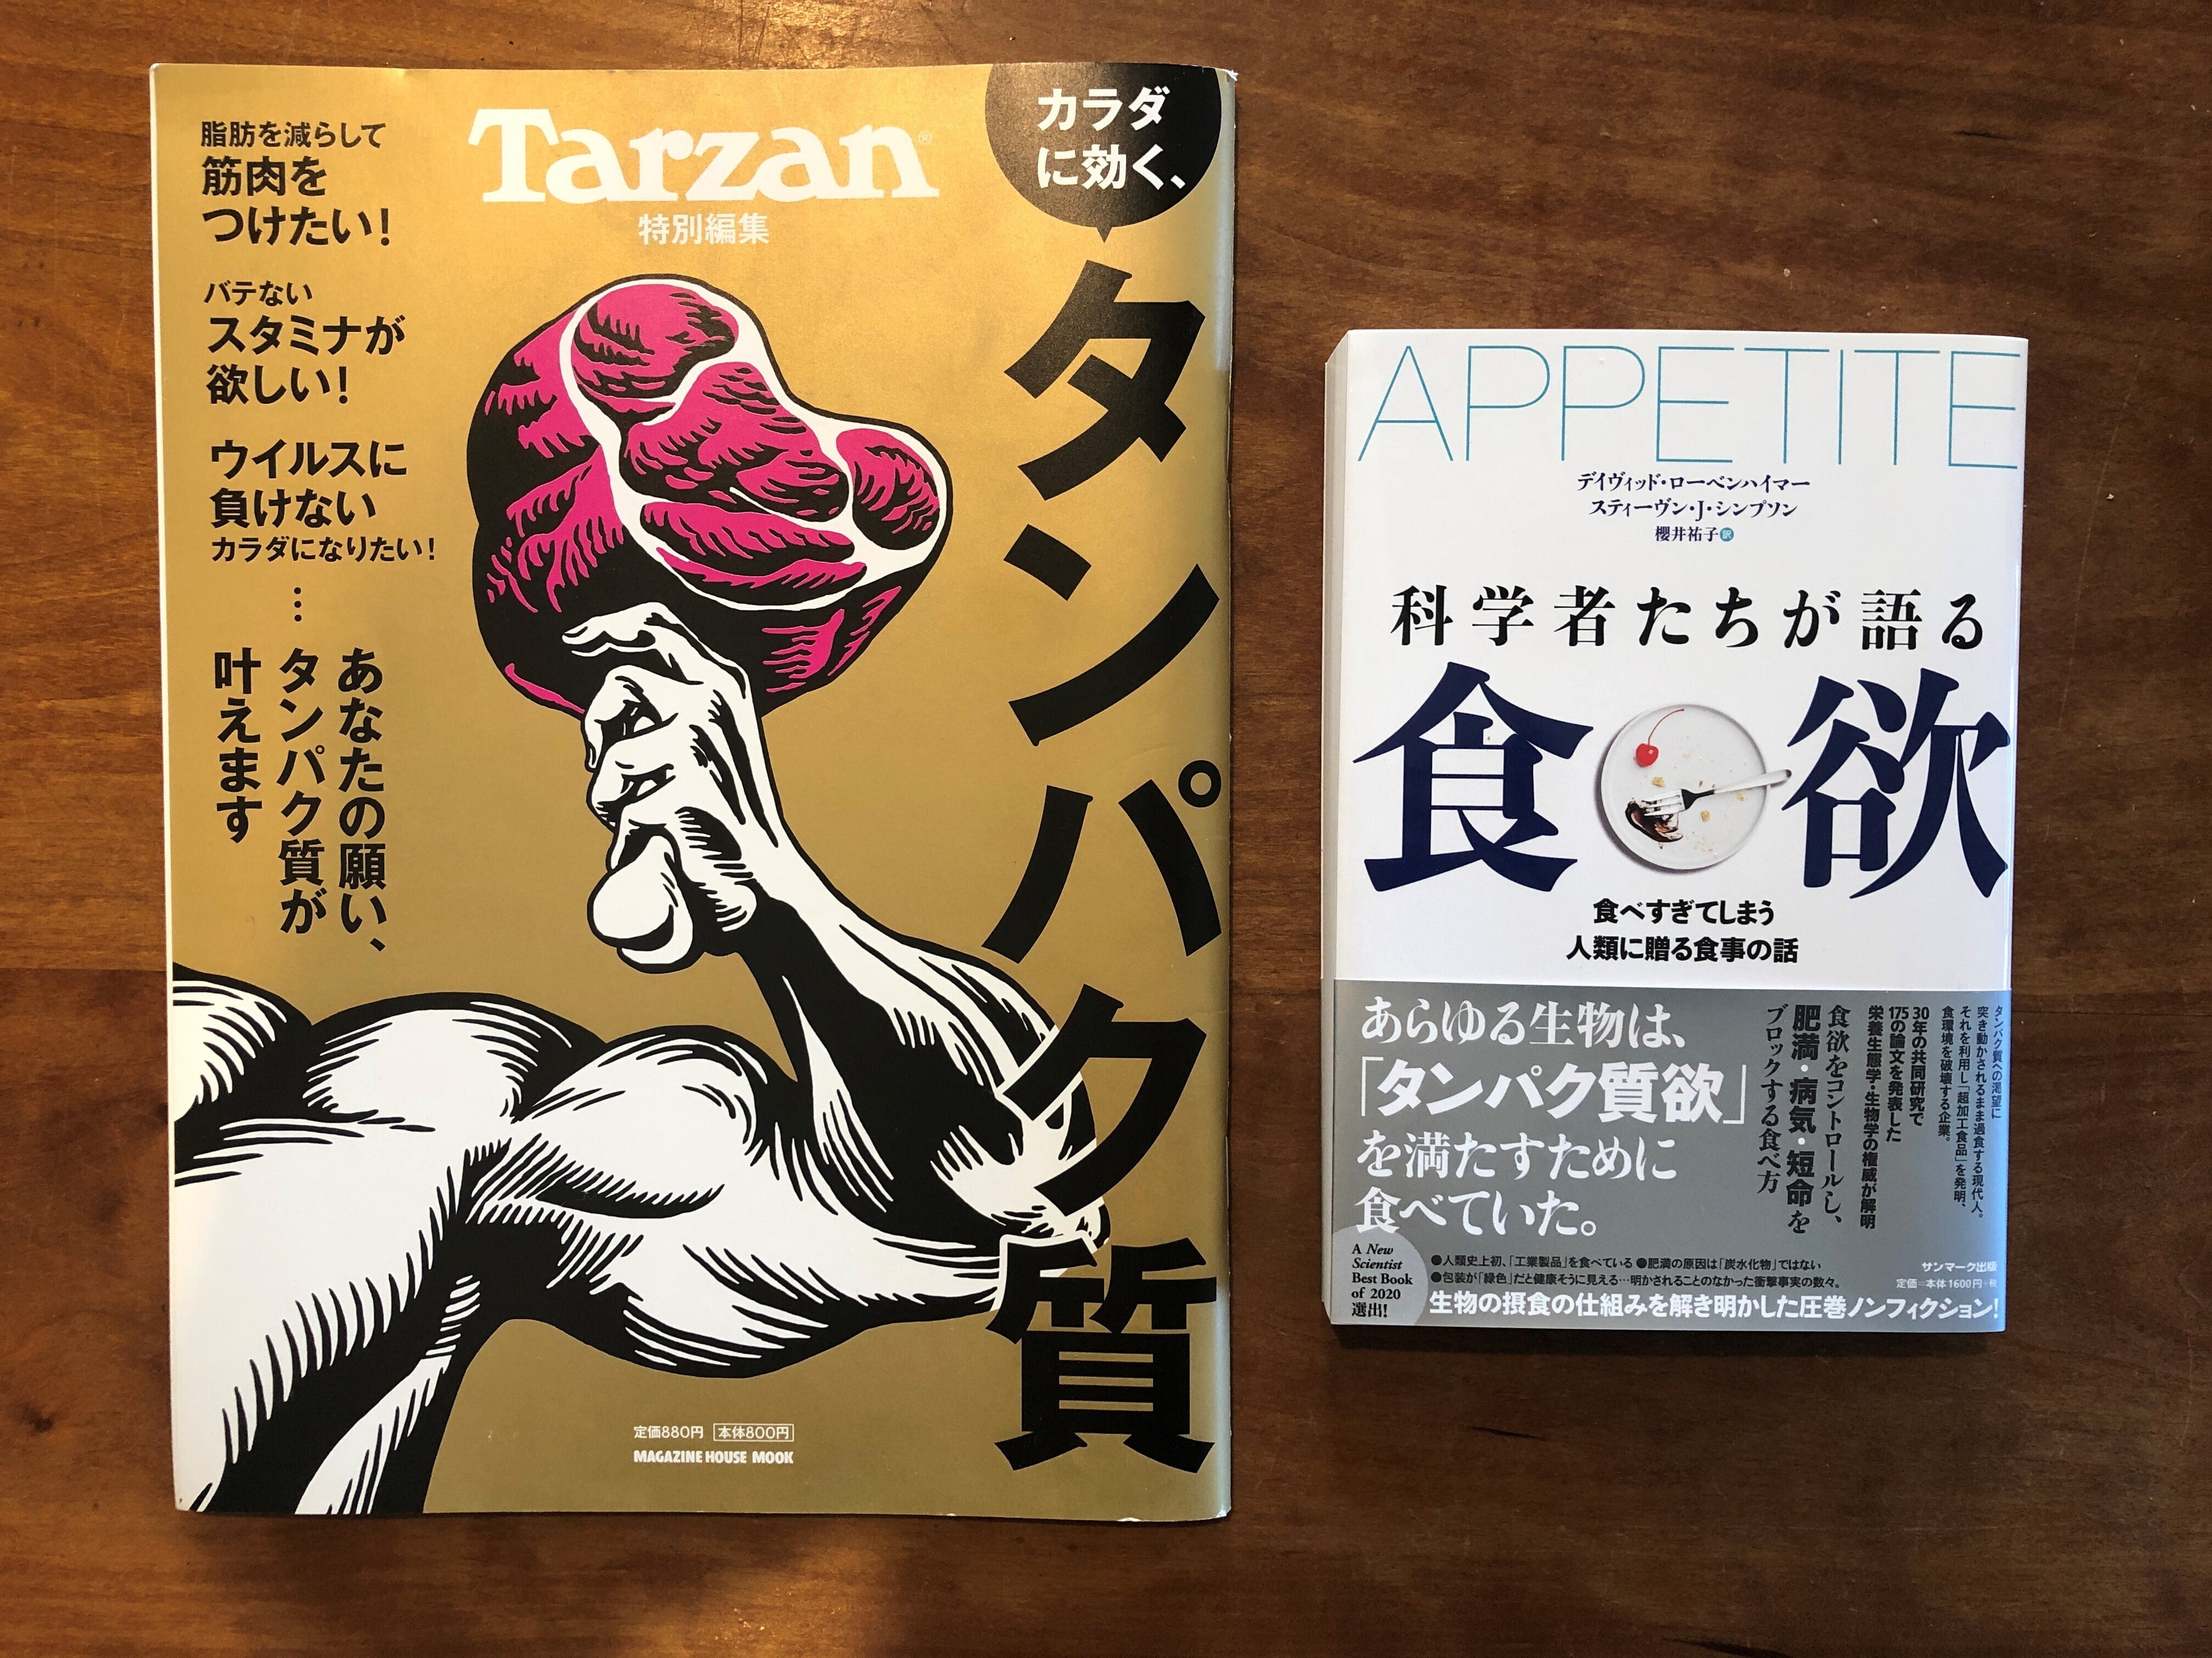 Tarzan®
特別編集
カラダ
に効く、
タンパク質
脂肪を減らして
筋肉を
つけたい!
バテない
スタミナが
欲しい!
ウイルスに
負けない
カラダになりたい!
…
あなたの願い、
タンパク質が
叶えます
定価880円 本体800円
MAGAZINE HOUSE MOOK
APPETITE
デイヴィッド・ローベンハイマー
スティーヴン・J・シンプソン
櫻井祐子 訳
科学者たちが語る
食欲
食べすぎてしまう
人類に贈る食事の話
タンパク質への渇望に
突き動かされるまま過食する現代人。
それを利用し「超加工食品」を発明、
食環境を破壊する企業。
30年の共同研究で
175の論文を発表した
栄養生態学・生物学の権威が解明
食欲をコントロールし、
肥満・病気・短命を
ブロックする食べ方
あらゆる生物は、
「タンパク質欲」
を満たすために
食べていた。
A New
Scientist
Best Book
of 2020
選出!
●人類史上初、「工業製品」を食べている ●肥満の原因は「炭水化物」ではない
●包装が「緑色」だと健康そうに見える…明かされることのなかった衝撃事実の数々。
生物の摂食の仕組みを解き明かした圧巻ノンフィクション!
サンマーク出版
定価=本体1600円+税